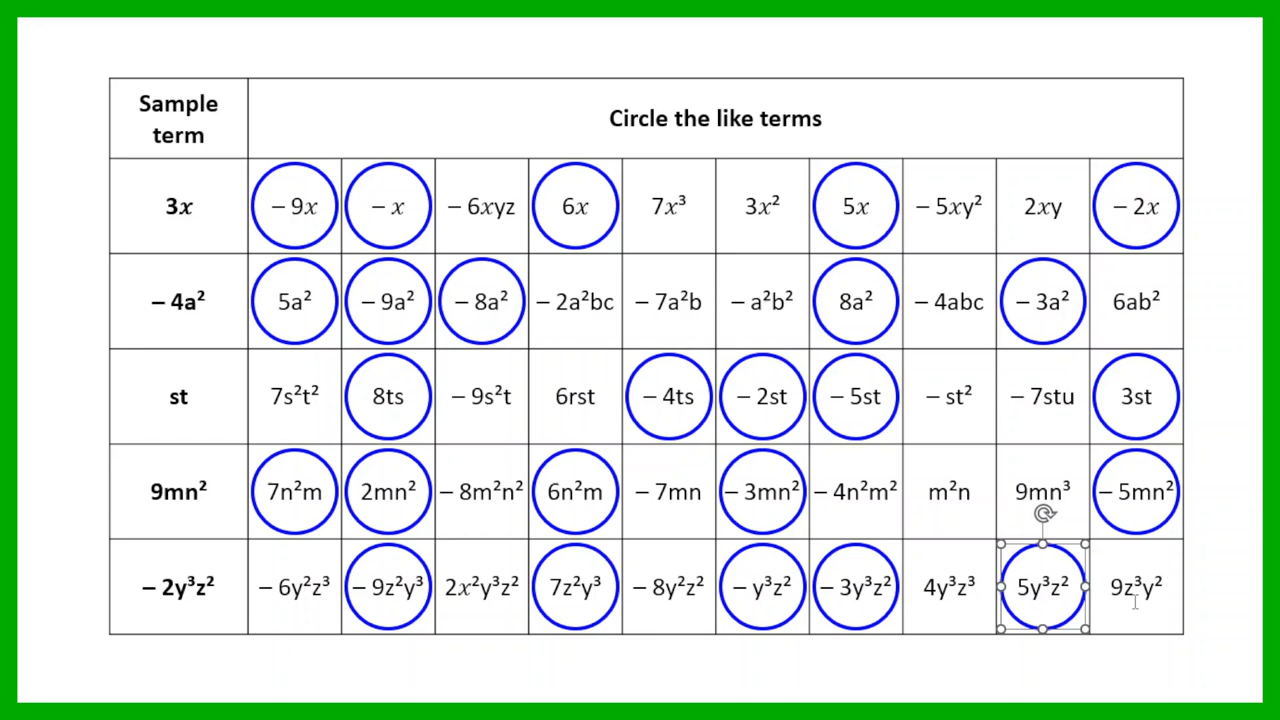 Sample
term
Circle the like terms
3x – 9x – x – 6xyz 6x 7x³ 3x² 5x – 5xy² 2xy – 2x
– 4a² 5a² – 9a² – 8a² – 2a²bc – 7a²b – a²b² 8a² – 4abc – 3a² 6ab²
st 7s²t² 8ts – 9s²t 6rst – 4ts – 2st – 5st – st² – 7stu 3st
9mn² 7n²m 2mn² – 8m²n² 6n²m – 7mn – 3mn² – 4n²m² m²n 9mn³ – 5mn²
– 2y³z² – 6y²z³ – 9z²y³ 2x²y³z² 7z²y³ – 8y²z² – y³z² – 3y³z² 4y³z³ 5y³z² 9z³y²